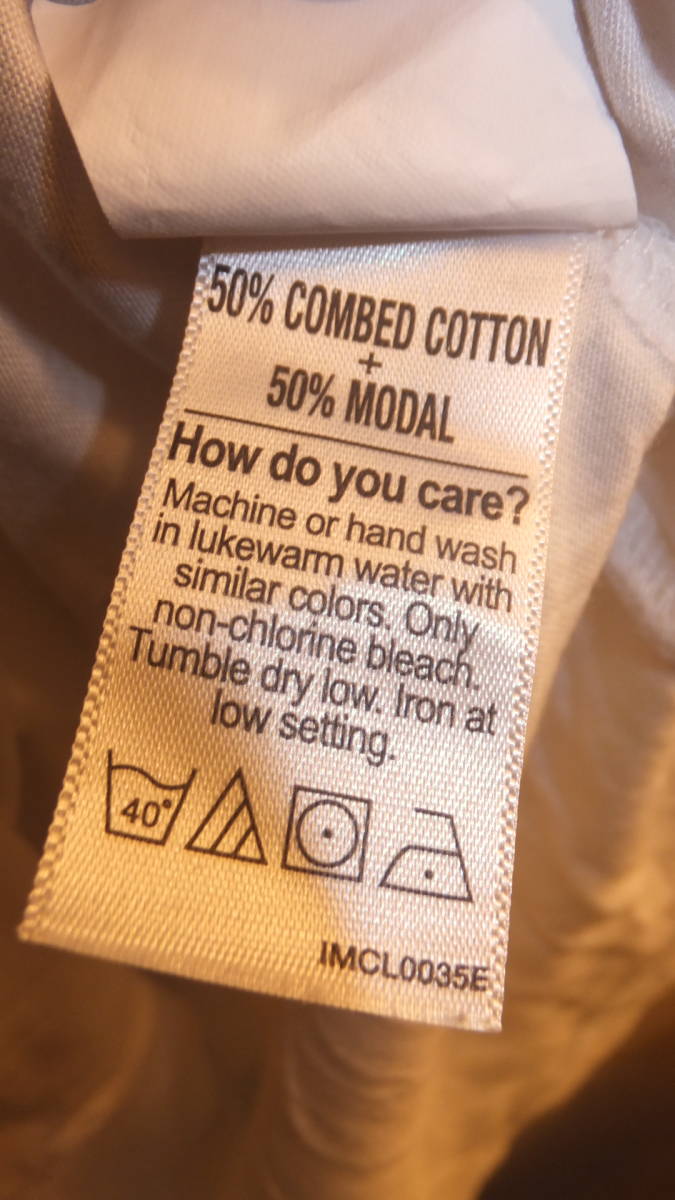 50% COMBED COTTON
+
50% MODAL
How do you care?
Machine or hand wash
in lukewarm water with
similar colors. Only
non-chlorine bleach.
Tumble dry low. Iron at
low setting.
40°
IMCL0035E